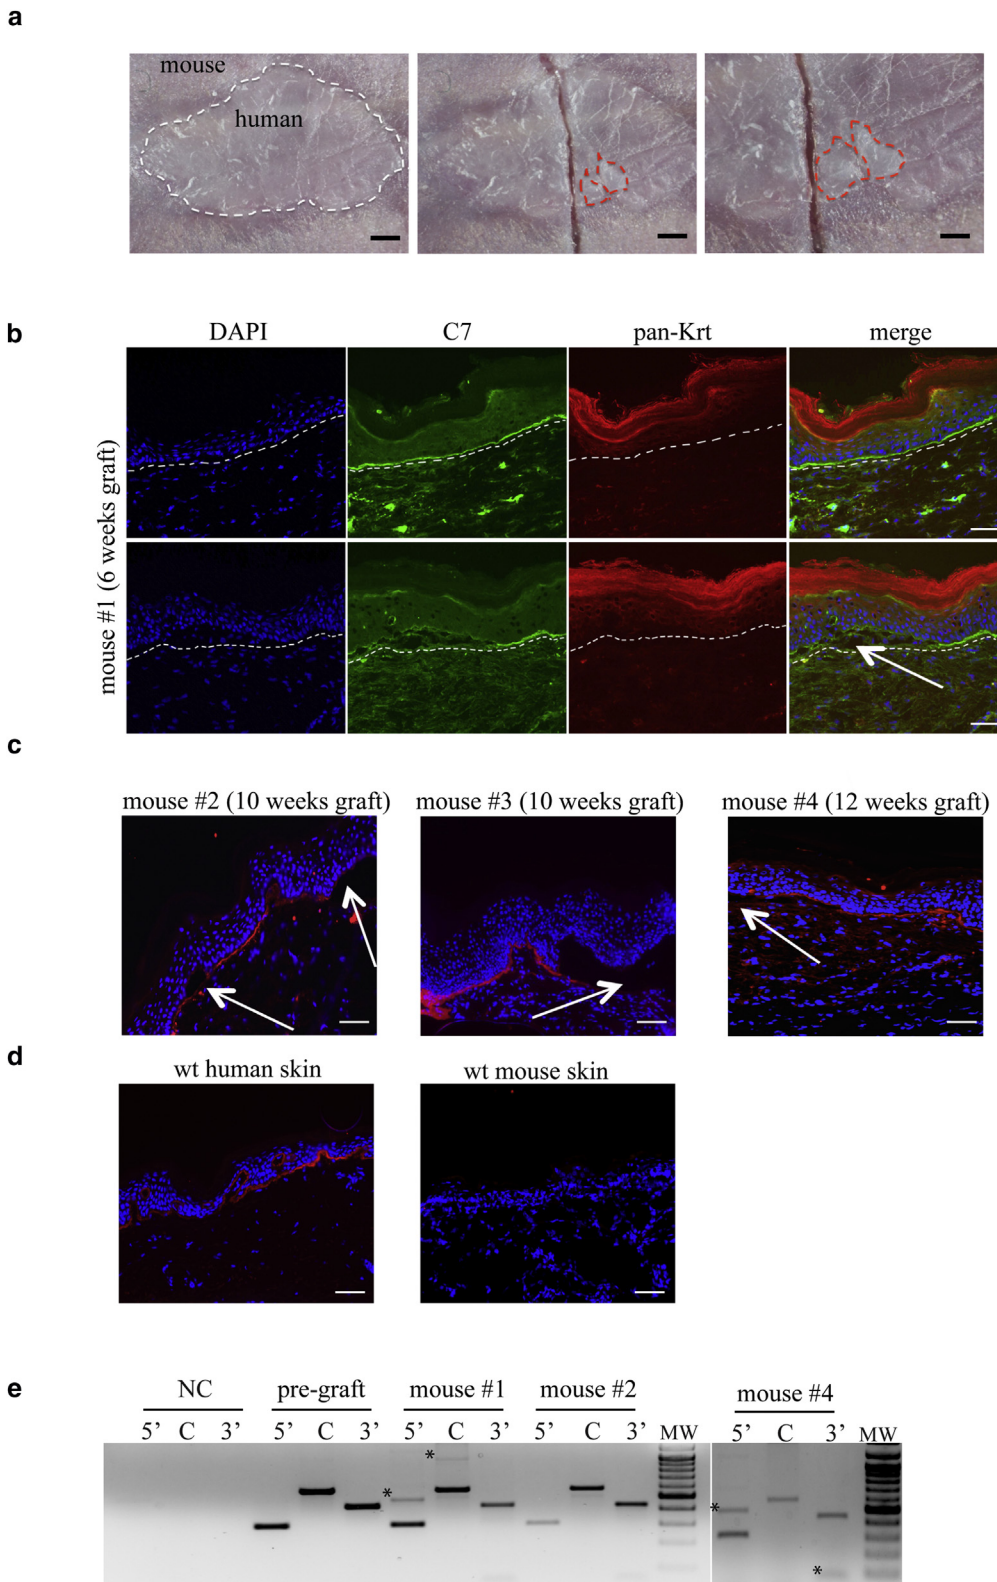 a
mouse
human
b
DAPI C7 pan-Krt merge
mouse #1 (6 weeks graft)
c
mouse #2 (10 weeks graft) mouse #3 (10 weeks graft) mouse #4 (12 weeks graft)
d
wt human skin wt mouse skin
e
NC pre-graft mouse #1 mouse #2 mouse #4
5’ C 3’ 5’ C 3’ 5’ C 3’ 5’ C 3’ MW 5’ C 3’ MW
*
*
*
*